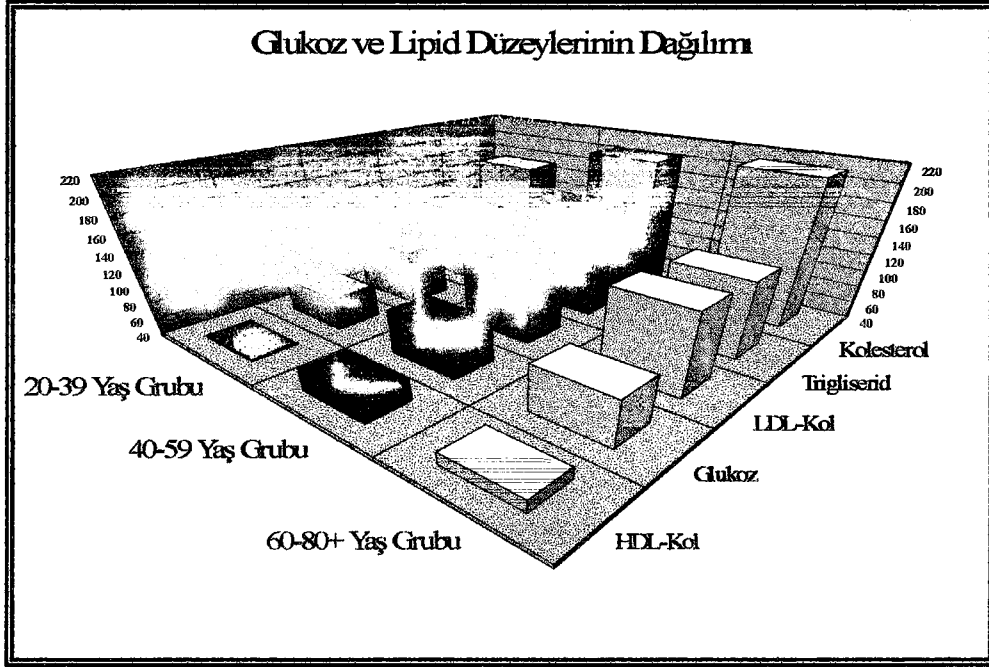 Glukoz ve Lipid Düzeylerinin Dağılımı
220
200
180
160
140
120
100
80
60
40
220
200
180
160
140
120
100
80
60
40
20-39 Yaş Grubu
40-59 Yaş Grubu
60-80+ Yaş Grubu
Kolesterol
Trigliserid
LDL-Kol
Glukoz
HDL-Kol